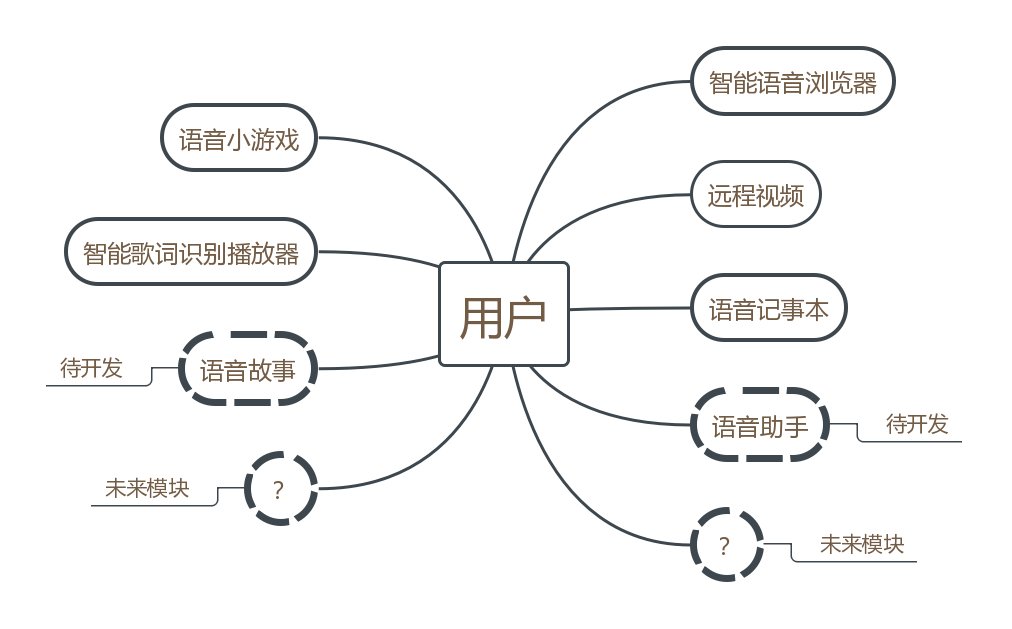 智能语音浏览器
语音小游戏
远程视频
智能歌词识别播放器
用户
语音记事本
待开发
语音故事
语音助手
待开发
未来模块
?
?
未来模块